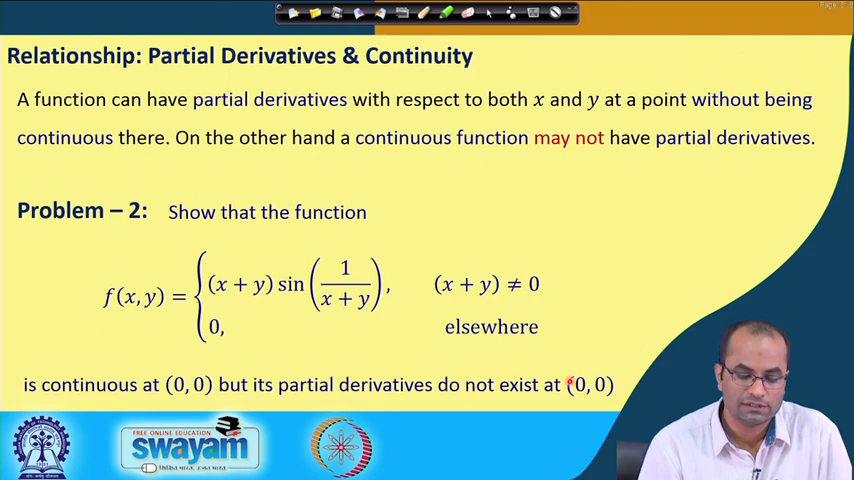 Relationship: Partial Derivatives & Continuity
A function can have partial derivatives with respect to both x and y at a point without being
continuous there. On the other hand a continuous function may not have partial derivatives.
Problem – 2: Show that the function
f(x, y) = { (x + y) sin(1/(x + y)), (x + y) ≠ 0
0, elsewhere
is continuous at (0, 0) but its partial derivatives do not exist at (0, 0)
FREE ONLINE EDUCATION
swayam